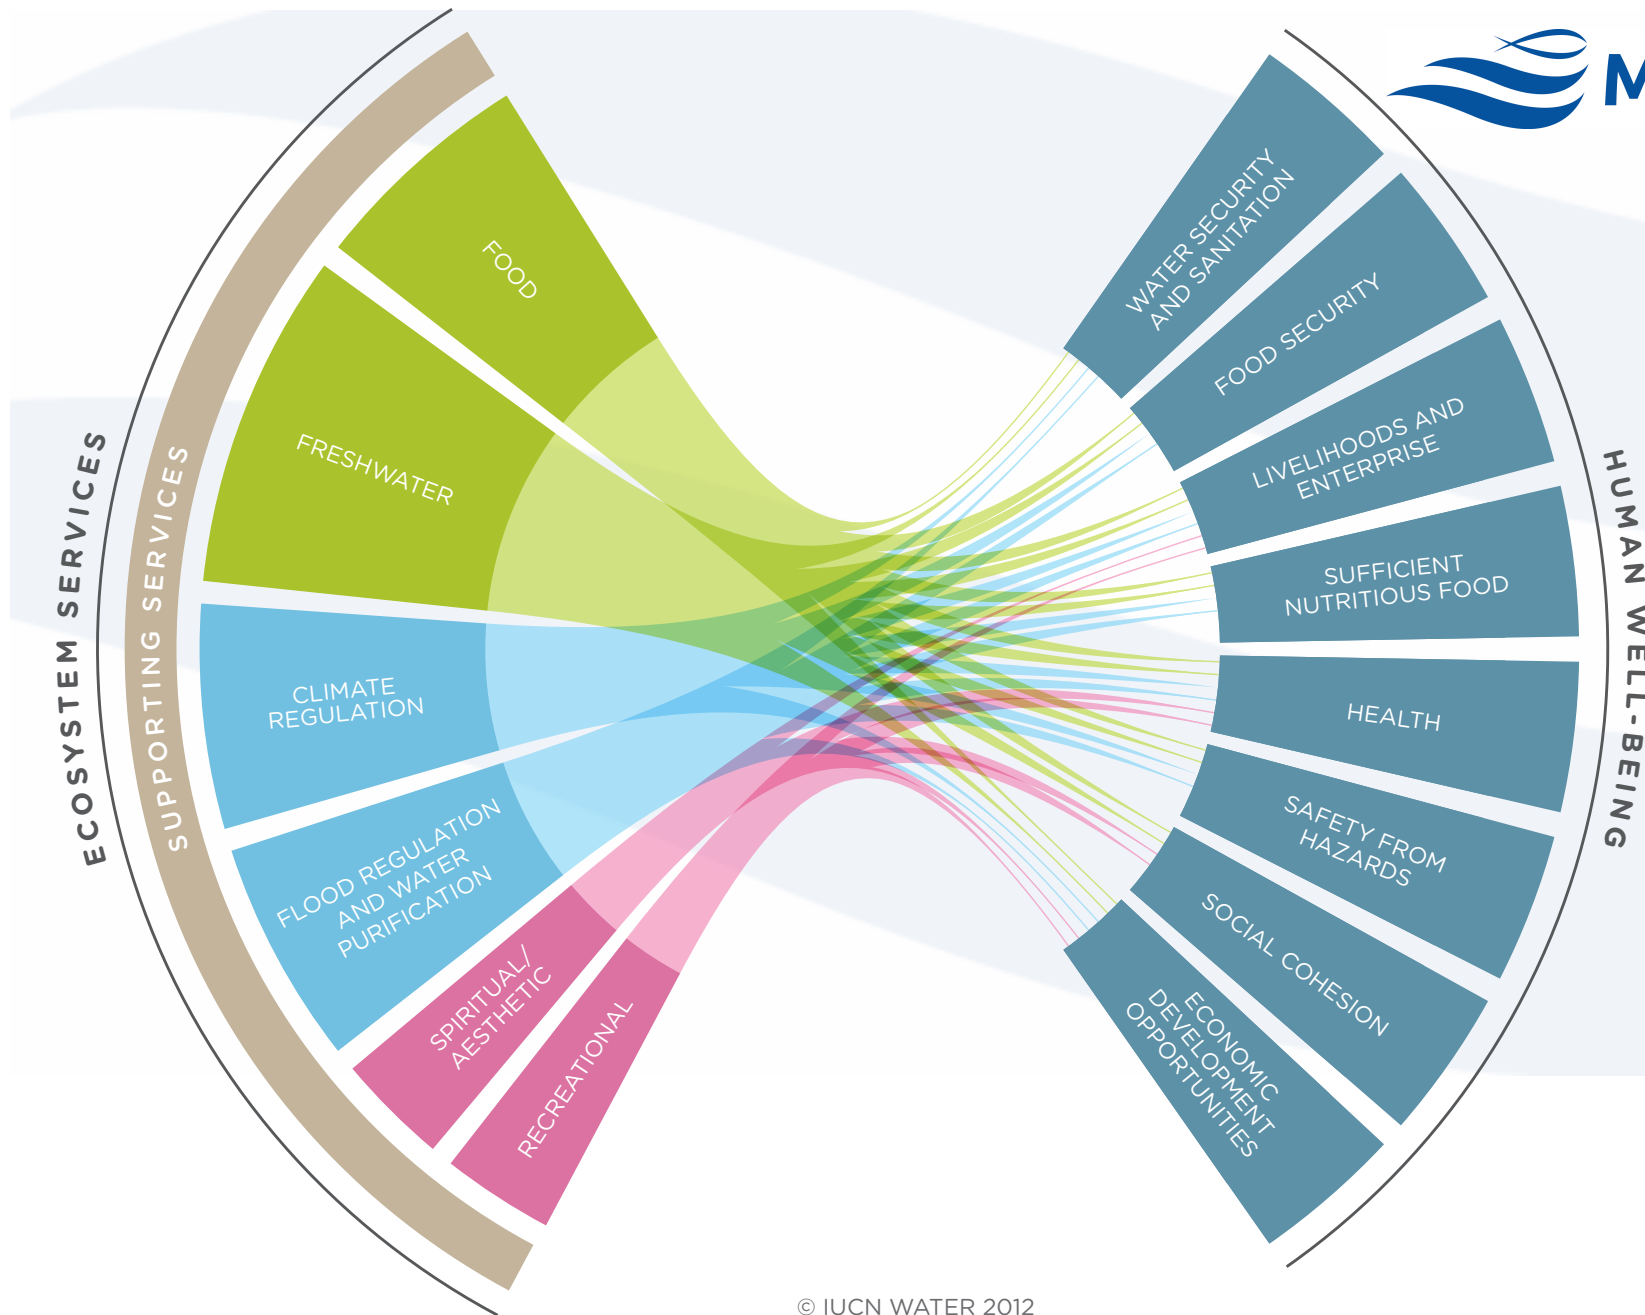 ECOSYSTEM SERVICES
SUPPORTING SERVICES
FOOD
FRESHWATER
CLIMATE
REGULATION
FLOOD REGULATION
AND WATER
PURIFICATION
SPIRITUAL/
AESTHETIC
RECREATIONAL
M
WATER SECURITY
AND SANITATION
FOOD SECURITY
LIVELIHOODS AND
ENTERPRISE
SUFFICIENT
NUTRITIOUS FOOD
HEALTH
SAFETY FROM
HAZARDS
SOCIAL COHESION
ECONOMIC
DEVELOPMENT
OPPORTUNITIES
HUMAN WELL-BEING
© IUCN WATER 2012